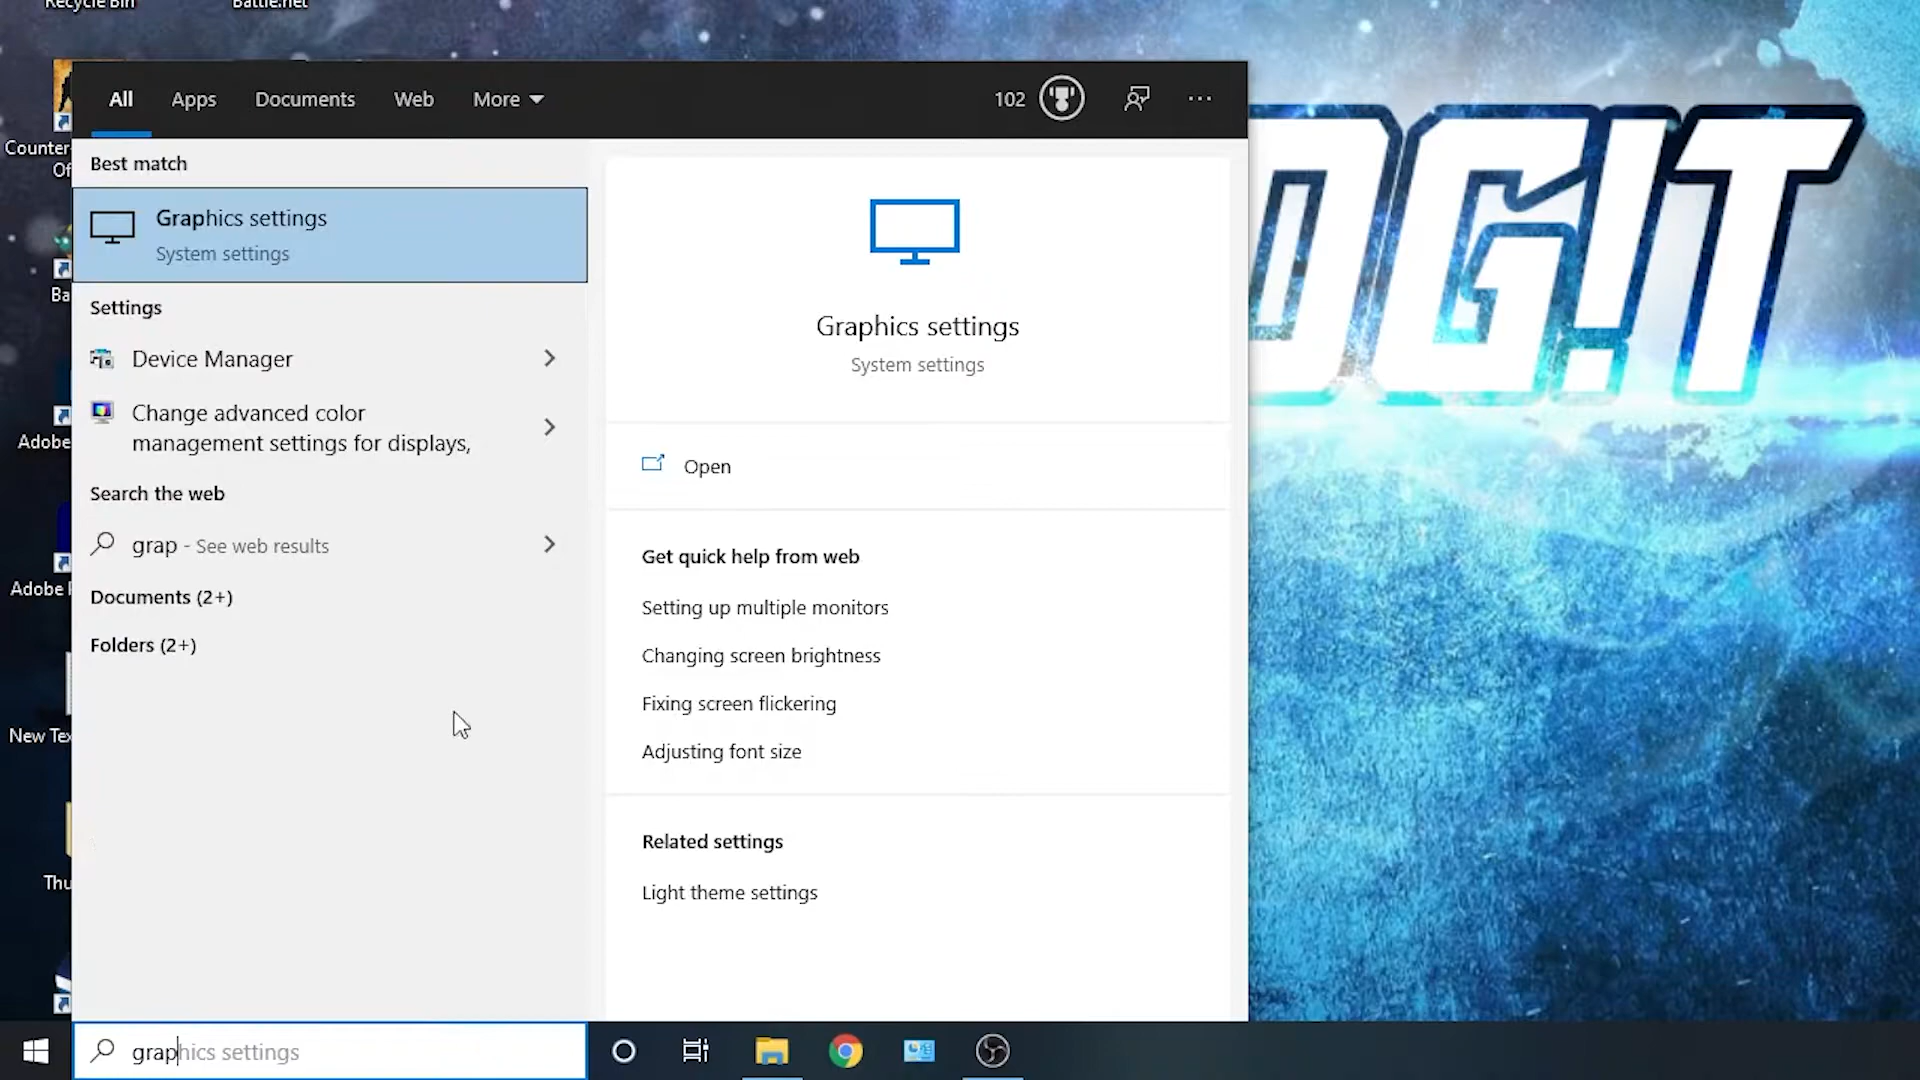 Recycle Bin
Battle.net
All
Apps
Documents
Web
More
102
Counter-
Of
Ba
Adobe
Adobe
New Tex
Thu
Best match
Graphics settings
System settings
Settings
Device Manager
Change advanced color
management settings for displays,
Search the web
grap - See web results
Documents (2+)
Folders (2+)
Graphics settings
System settings
Open
Get quick help from web
Setting up multiple monitors
Changing screen brightness
Fixing screen flickering
Adjusting font size
Related settings
Light theme settings
graphics settings